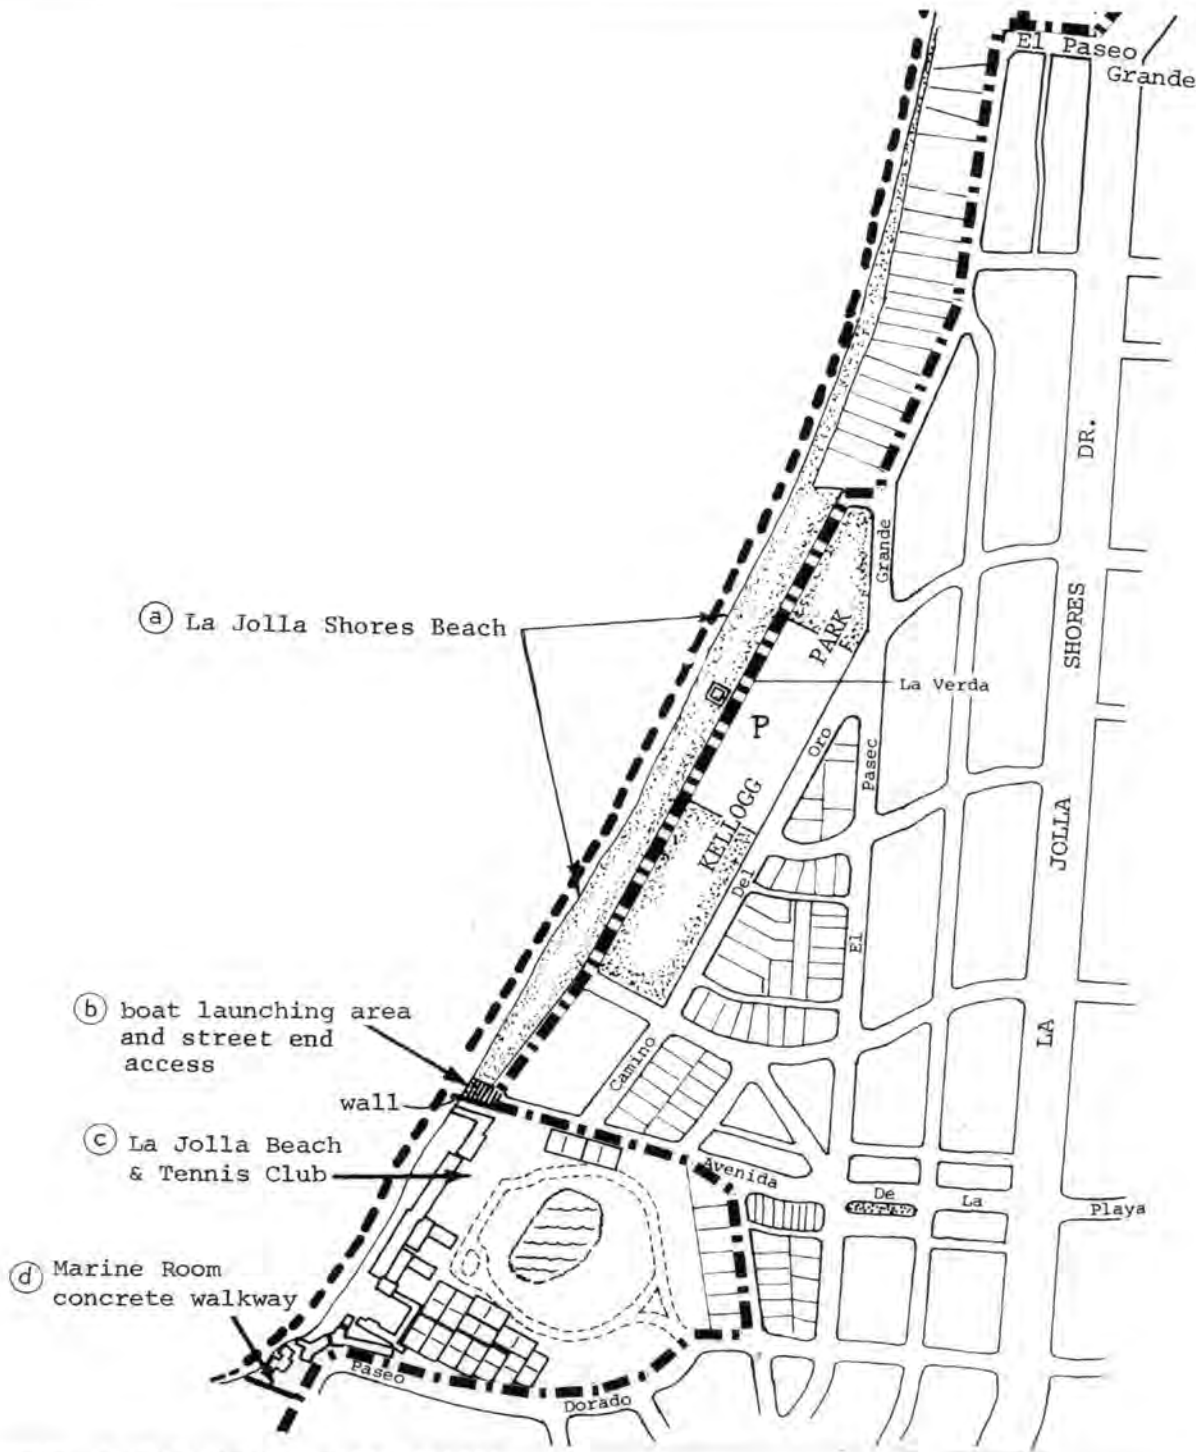 El Paseo
Grande
DR.
Grande
ⓐ La Jolla Shores Beach
SHORES
PARK
La Verda
P
Oro
Pasec
KELLOGG
JOLLA
Del
El
ⓑ boat launching area
and street end
access
LA
Camino
wall
ⓒ La Jolla Beach
& Tennis Club
Avenida
De
La
Playa
ⓓ Marine Room
concrete walkway
Paseo
Dorado